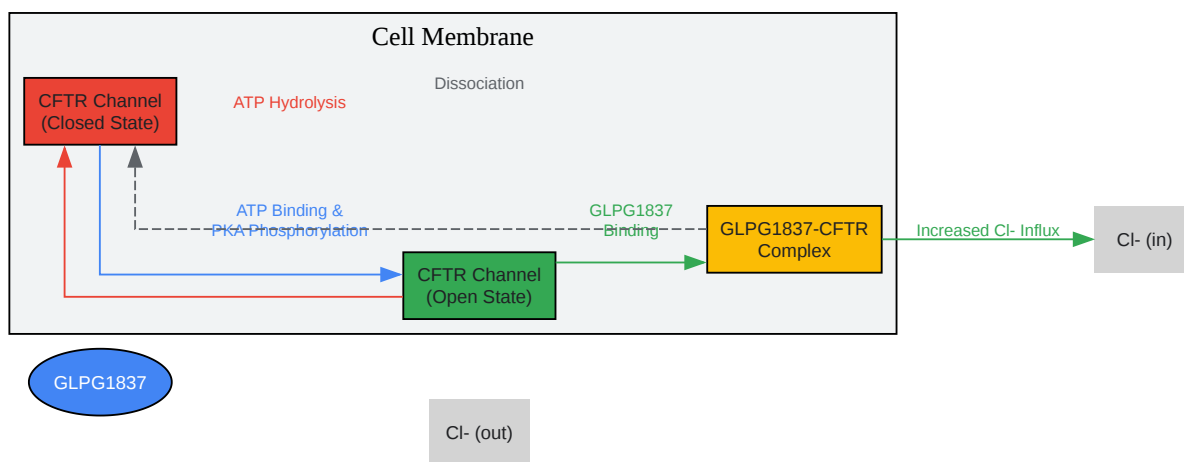 Cell Membrane
Dissociation
CFTR Channel
(Closed State)
ATP Hydrolysis
ATP Binding &
PKA Phosphorylation
GLPG1837
Binding
GLPG1837-CFTR
Complex
Increased Cl- Influx
Cl- (in)
CFTR Channel
(Open State)
GLPG1837
Cl- (out)